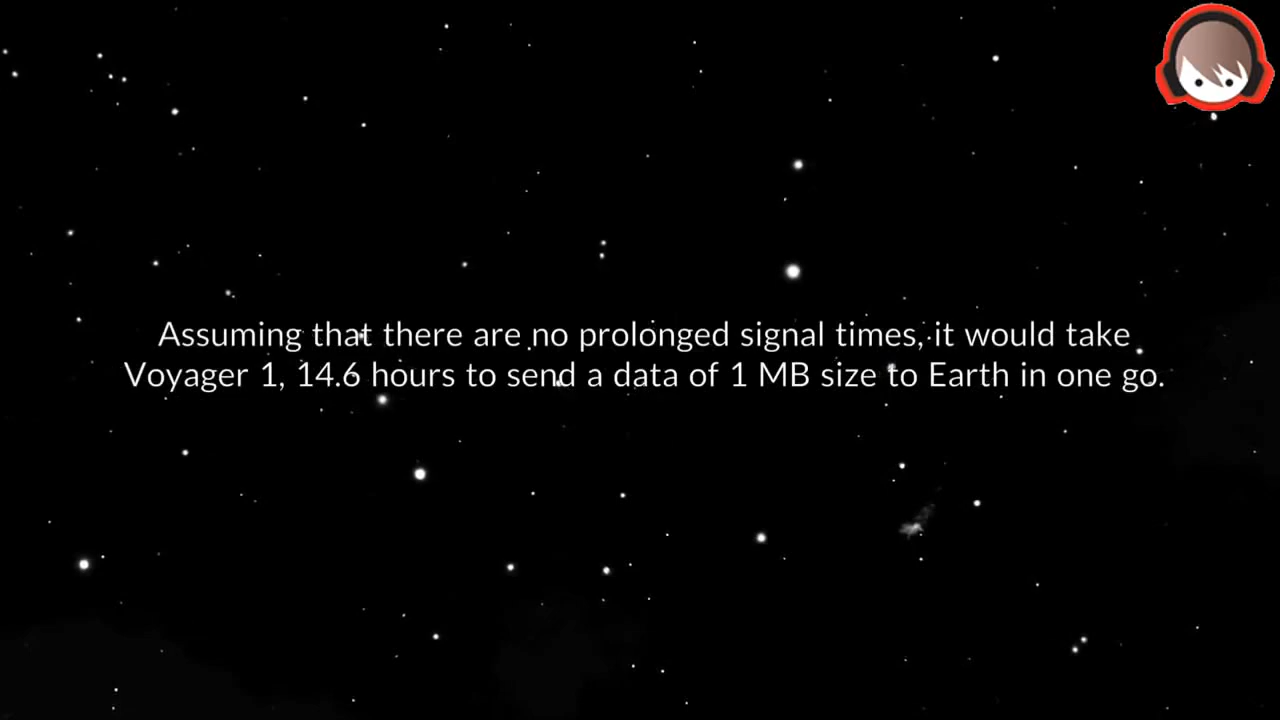 Assuming that there are no prolonged signal times, it would take
Voyager 1, 14.6 hours to send a data of 1 MB size to Earth in one go.